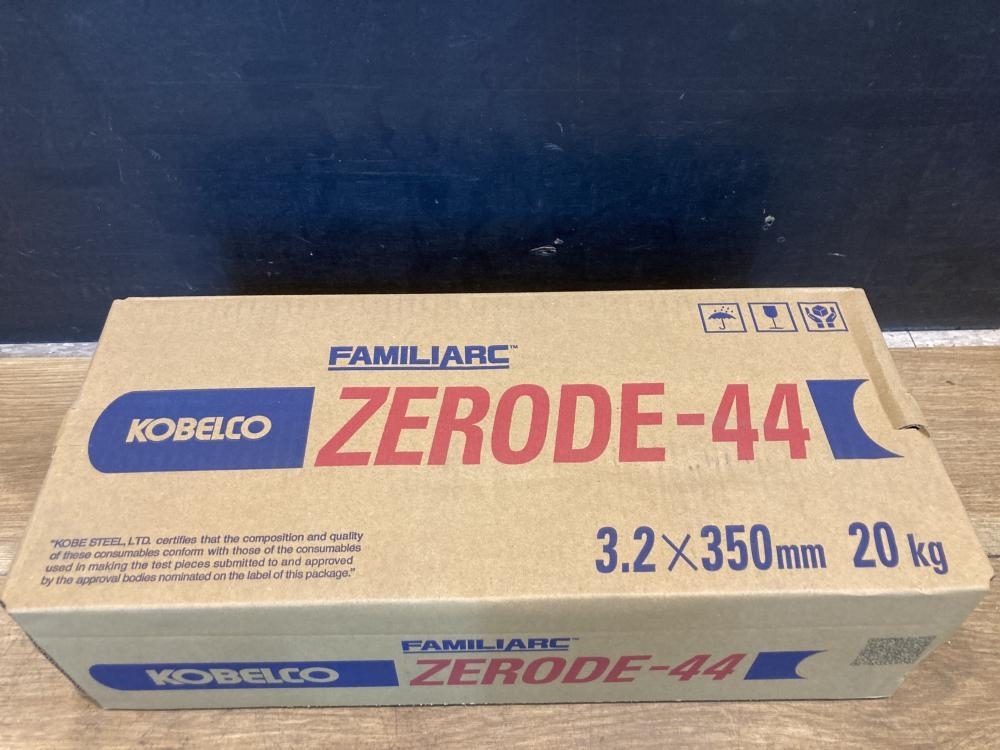 FAMILIARC™
KOBELCO
ZERODE-44
"KOBE STEEL, LTD. certifies that the composition and quality
of these consumables conform with those of the consumables
used in making the test pieces submitted to and approved
by the approval bodies nominated on the label of this package."
3.2×350mm 20kg
FAMILIARC™
KOBELCO
ZERODE-44